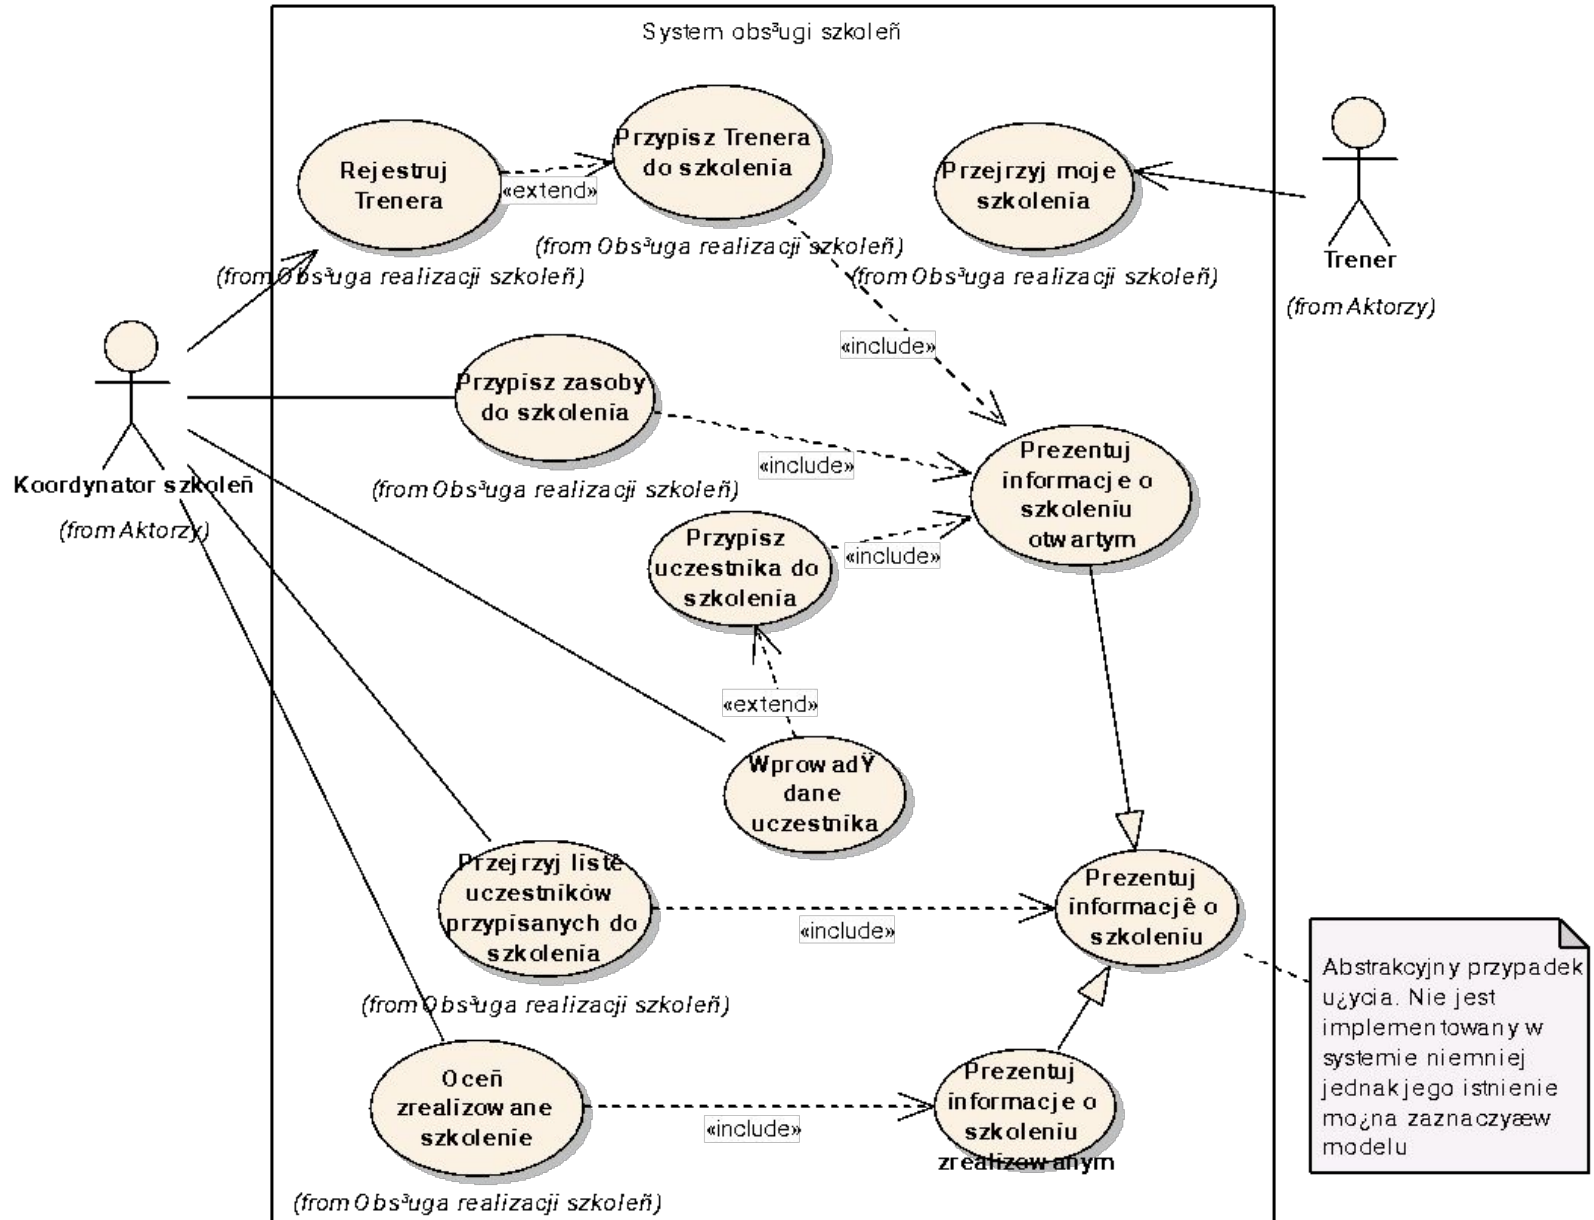 System obs³ugi szkoleñ
Rejestruj
Trenera
(from Obs³uga realizacji szkoleñ)
«extend»
Przypisz Trenera
do szkolenia
(from Obs³uga realizacji szkoleñ)
Przejrzyj moje
szkolenia
(from Obs³uga realizacji szkoleñ)
Trener
(from Aktorzy)
«include»
Koordynator szkoleñ
(from Aktorzy)
Przypisz zasoby
do szkolenia
(from Obs³uga realizacji szkoleñ)
«include»
Prezentuj
informacje o
szkoleniu
otwartym
Przypisz
uczestnika do
szkolenia
«include»
«extend»
WprowadŸ
dane
uczestnika
Przejrzyj listê
uczestników
przypisanych do
szkolenia
(from Obs³uga realizacji szkoleñ)
«include»
Prezentuj
informacjê o
szkoleniu
Abstrakcyjny przypadek
u¿ycia. Nie jest
implementowany w
systemie niemniej
jednak jego istnienie
mo¿na zaznaczyæw
modelu
Oceñ
zrealizowane
szkolenie
(from Obs³uga realizacji szkoleñ)
«include»
Prezentuj
informacje o
szkoleniu
zrealizowanym